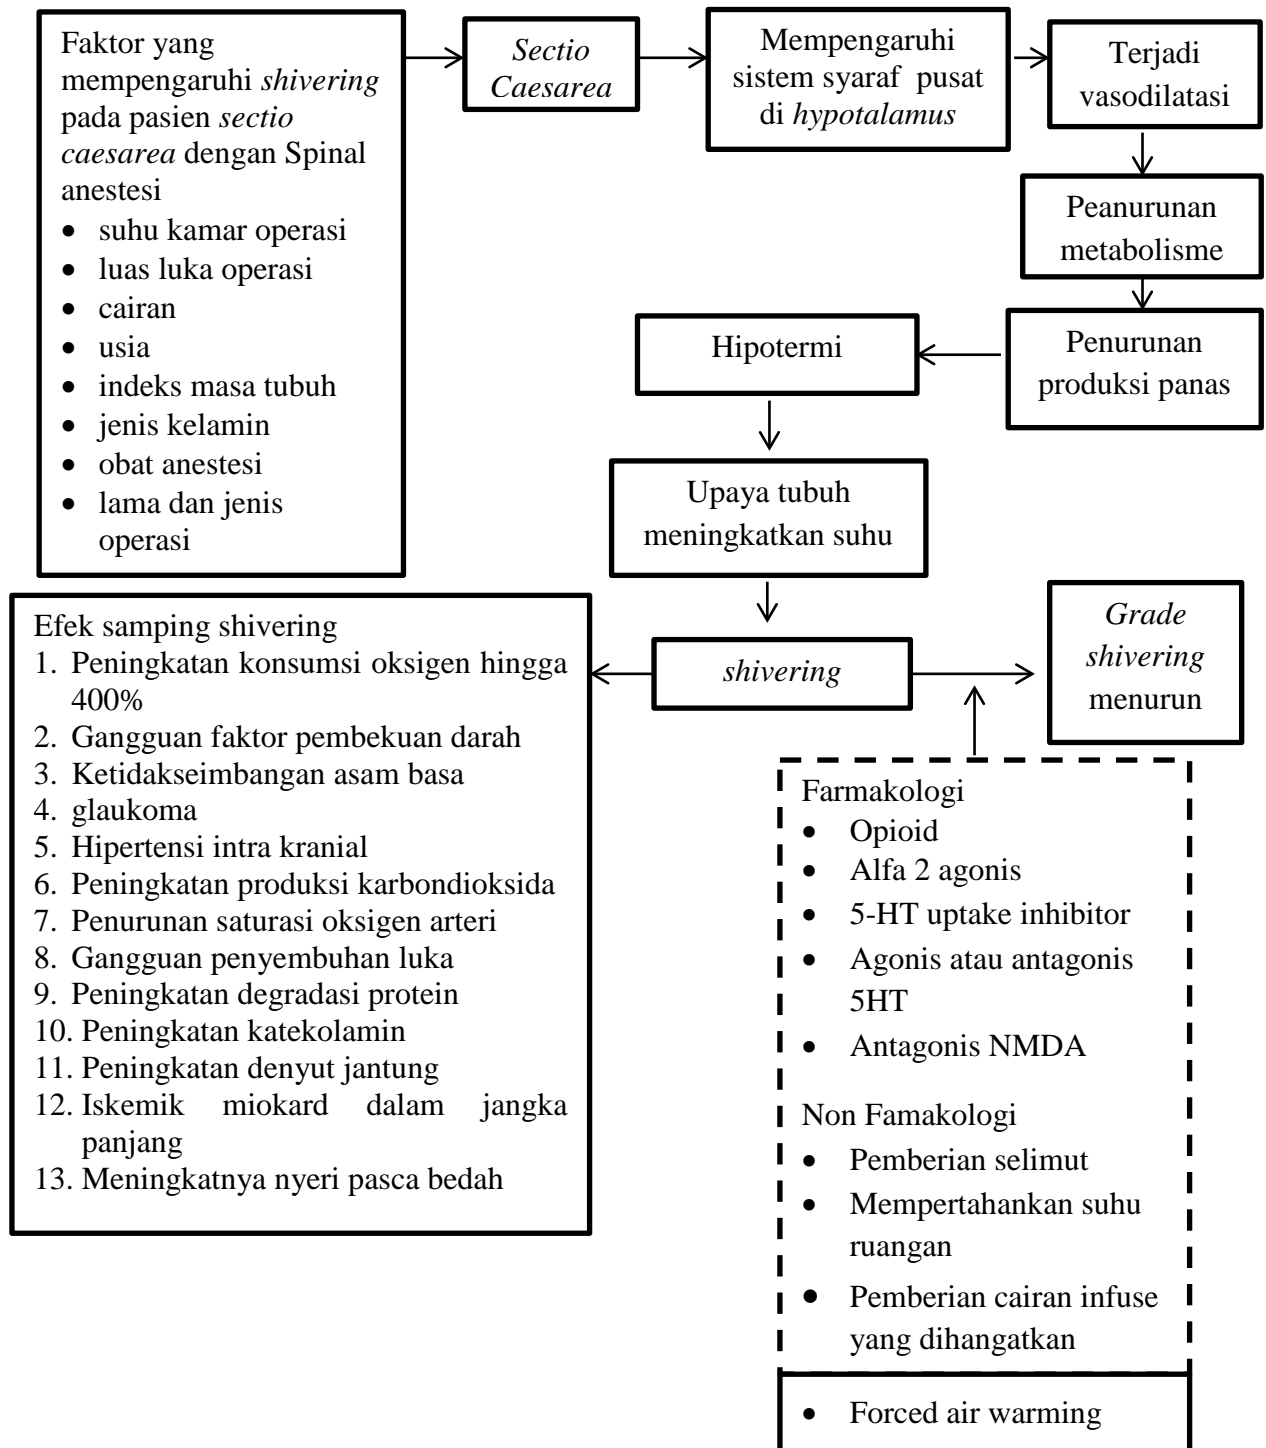 Faktor yang
mempengaruhi shivering
pada pasien sectio
caesarea dengan Spinal
anestesi
• suhu kamar operasi
• luas luka operasi
• cairan
• usia
• indeks masa tubuh
• jenis kelamin
• obat anestesi
• lama dan jenis
operasi
Sectio
Caesarea
Mempengaruhi
sistem syaraf pusat
di hypotalamus
Terjadi
vasodilatasi
Peanurunan
metabolisme
Penurunan
produksi panas
Hipotermi
Upaya tubuh
meningkatkan suhu
shivering
Grade
shivering
menurun
Efek samping shivering
1. Peningkatan konsumsi oksigen hingga
400%
2. Gangguan faktor pembekuan darah
3. Ketidakseimbangan asam basa
4. glaukoma
5. Hipertensi intra kranial
6. Peningkatan produksi karbondioksida
7. Penurunan saturasi oksigen arteri
8. Gangguan penyembuhan luka
9. Peningkatan degradasi protein
10. Peningkatan katekolamin
11. Peningkatan denyut jantung
12. Iskemik miokard dalam jangka
panjang
13. Meningkatnya nyeri pasca bedah
Farmakologi
• Opioid
• Alfa 2 agonis
• 5-HT uptake inhibitor
• Agonis atau antagonis
5HT
• Antagonis NMDA
Non Famakologi
• Pemberian selimut
• Mempertahankan suhu
ruangan
• Pemberian cairan infuse
yang dihangatkan
• Forced air warming